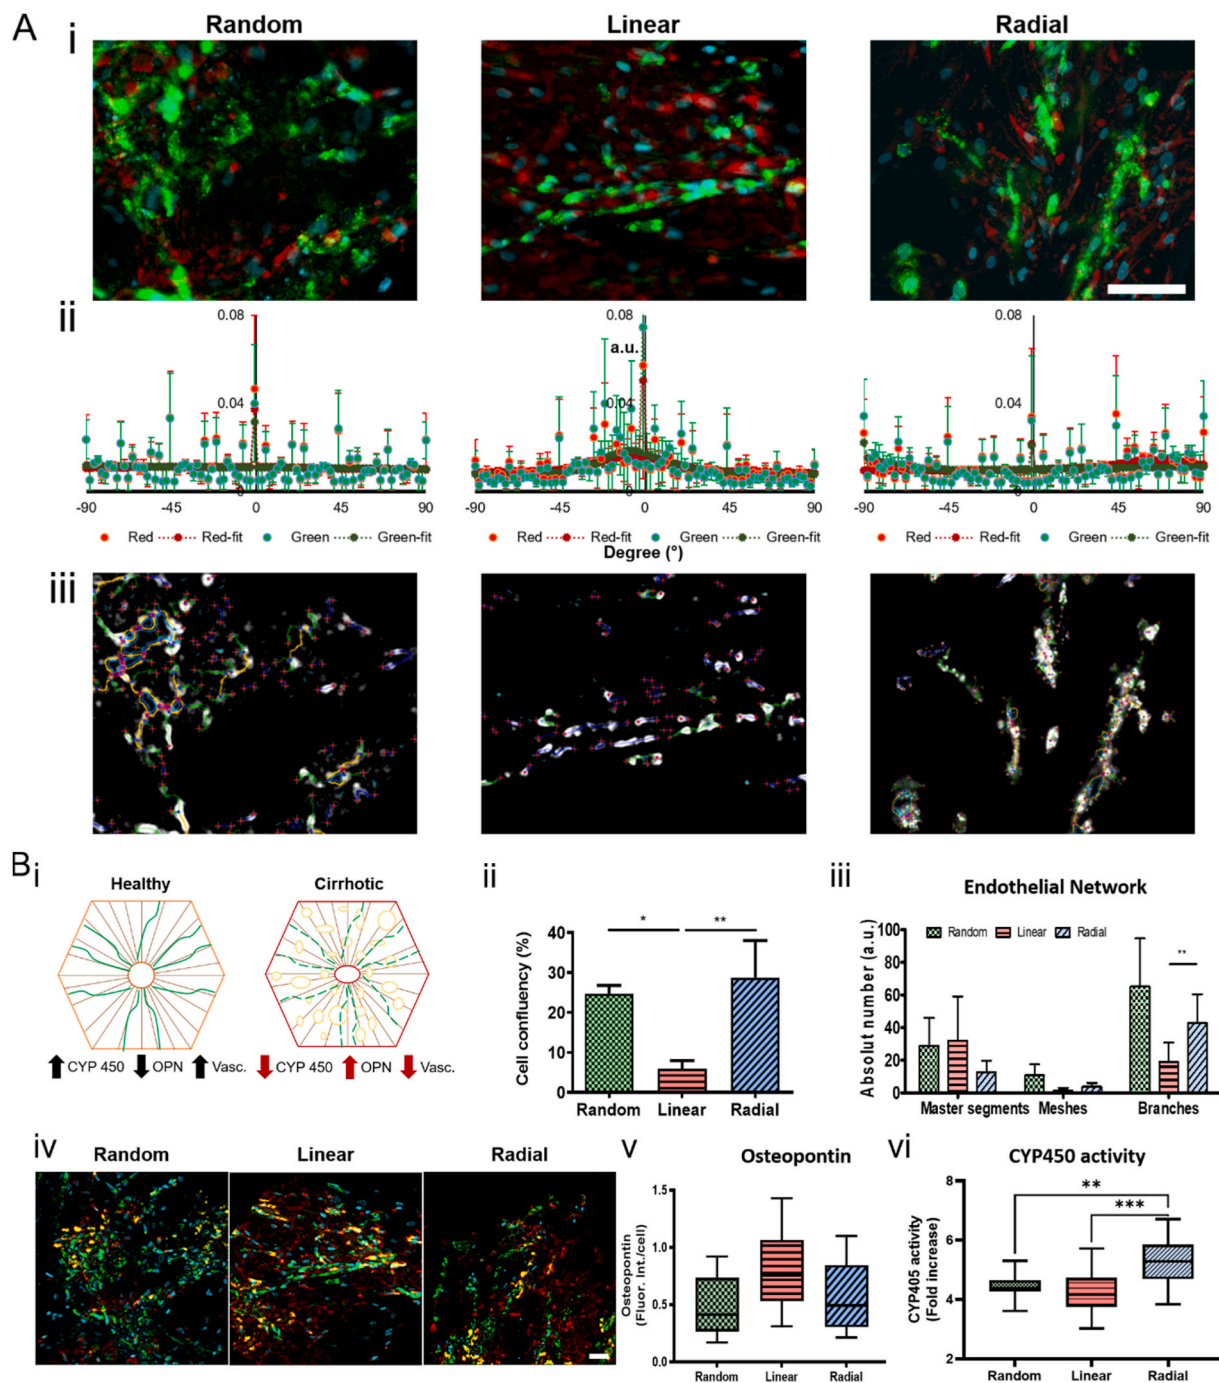 A
Random Linear Radial
i
ii
0.08 0.08 0.08
a.u.
0.04 0.04 0.04
0 0 0
-90 -45 0 45 90 -90 -45 0 45 90 -90 -45 0 45 90
Red Red-fit Green Green-fit Red Red-fit Green Green-fit Red Red-fit Green Green-fit
Degree (°)
iii
B
i
Healthy Cirrhotic
CYP 450 OPN Vasc. CYP 450 OPN Vasc.
ii
Cell confluency (%)
50
40
30
20
10
0
* **
Random Linear Radial
iii
Endothelial Network
Absolut number (a.u.)
100
80
60
40
20
0
Random Linear Radial
**
Master segments Meshes Branches
iv
Random Linear Radial
v
Osteopontin
Osteopontin
(Fluor. Int./cell)
1.5
1.0
0.5
0.0
Random Linear Radial
vi
CYP450 activity
CYP405 activity
(Fold increase)
8
6
4
2
**
***
Random Linear Radial